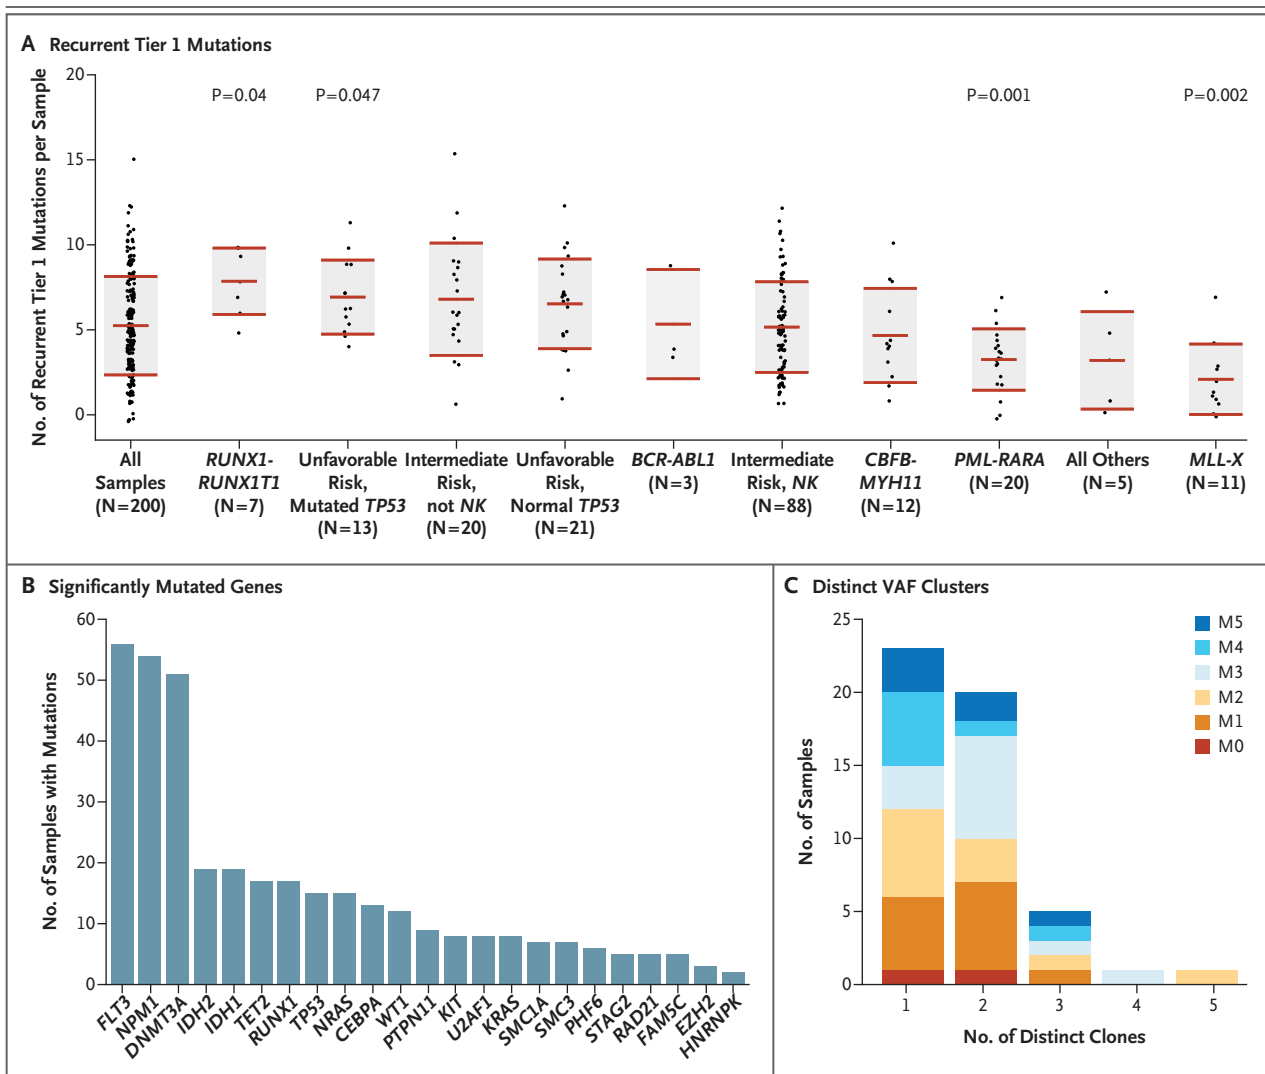 A Recurrent Tier 1 Mutations
No. of Recurrent Tier 1 Mutations per Sample
20
15
10
5
0
P=0.04
P=0.047
P=0.001
P=0.002
All
Samples
(N=200)
RUNX1-
RUNX1T1
(N=7)
Unfavorable
Risk,
Mutated TP53
(N=13)
Intermediate
Risk,
not NK
(N=20)
Unfavorable
Risk,
Normal TP53
(N=21)
BCR-ABL1
(N=3)
Intermediate
Risk, NK
(N=88)
CBFB-
MYH11
(N=12)
PML-RARA
(N=20)
All Others
(N=5)
MLL-X
(N=11)
B Significantly Mutated Genes
No. of Samples with Mutations
60
50
40
30
20
10
0
FLT3
NPM1
DNMT3A
IDH2
IDH1
TET2
RUNX1
TP53
NRAS
CEBPA
WT1
PTPN11
KIT
U2AF1
KRAS
SMC1A
SMC3
PHF6
STAG2
RAD21
FAM5C
EZH2
HNRNPK
C Distinct VAF Clusters
No. of Samples
25
20
15
10
5
0
M5
M4
M3
M2
M1
M0
1
2
3
4
5
No. of Distinct Clones